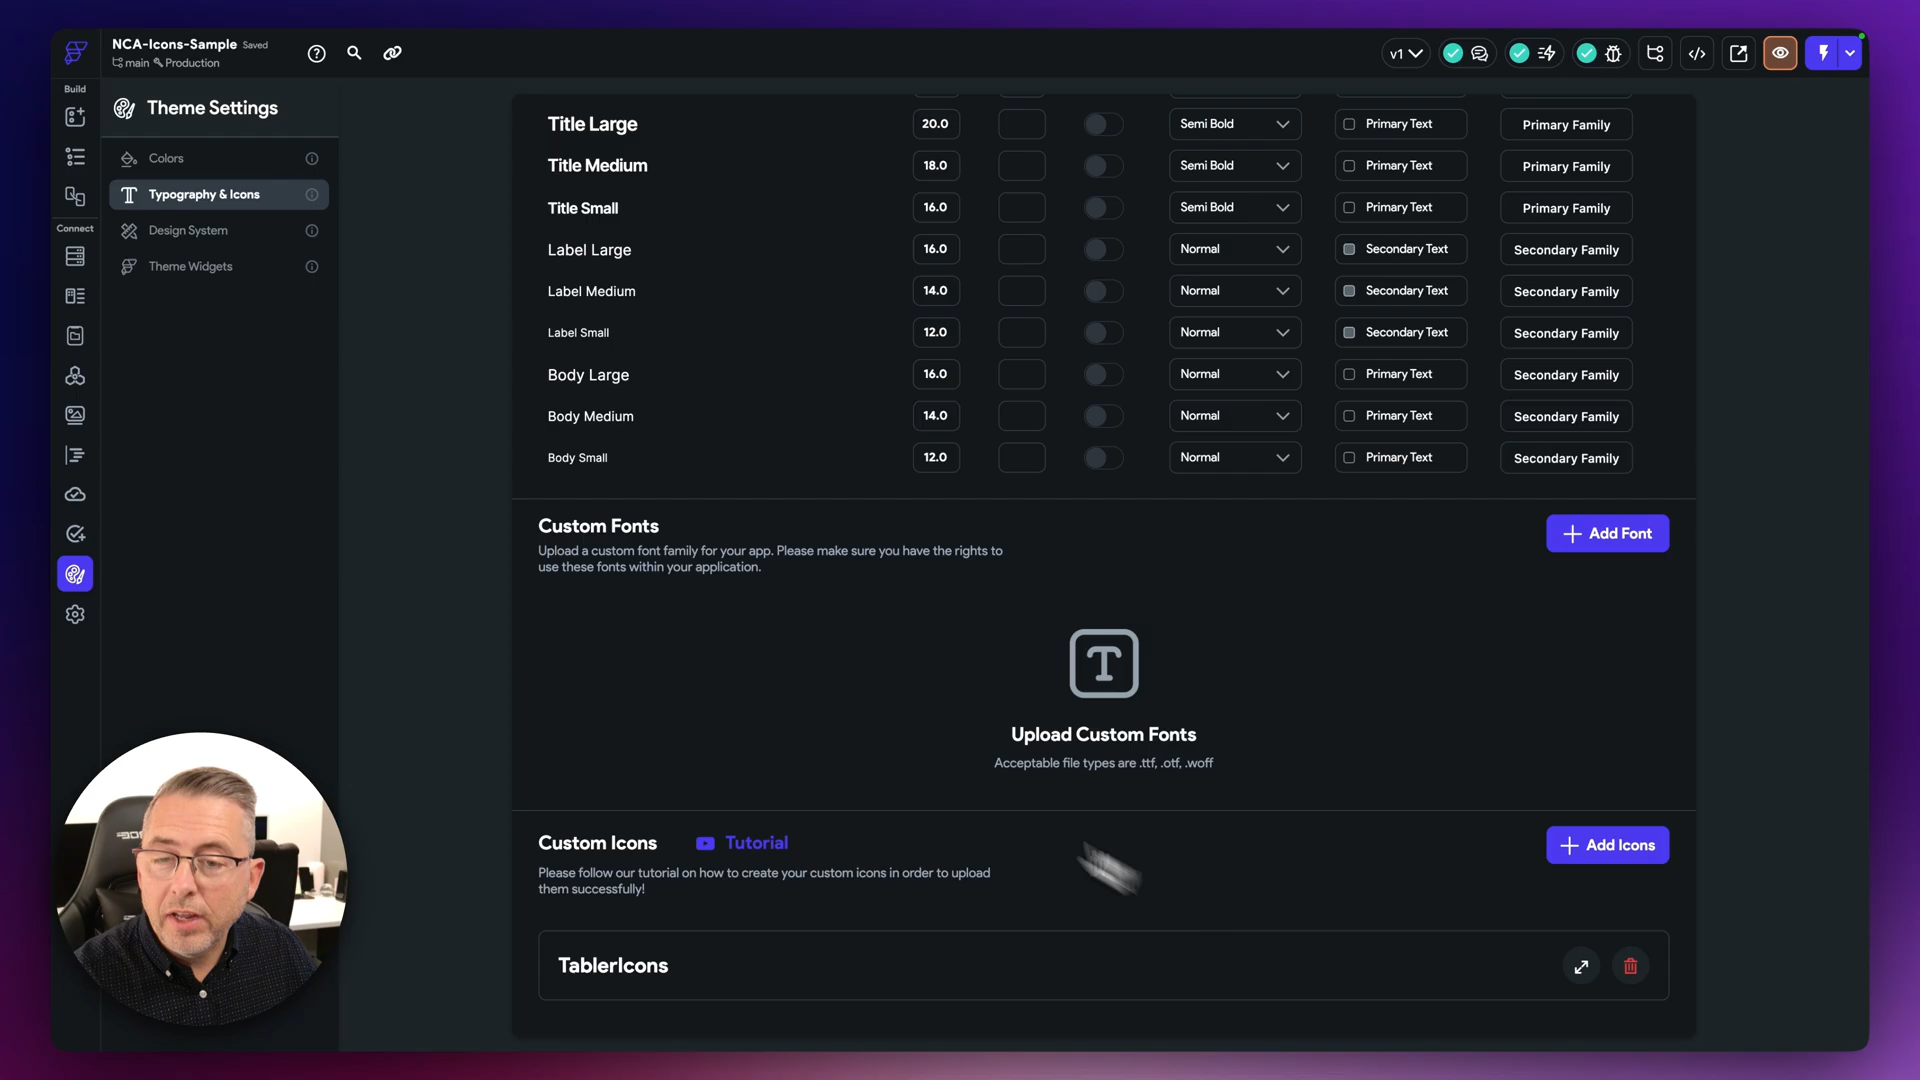 NCA-Icons-Sample Saved
main Production
v1
Build
Connect
Theme Settings
Colors
Typography & Icons
Design System
Theme Widgets
Title Large 20.0 Semi Bold Primary Text Primary Family
Title Medium 18.0 Semi Bold Primary Text Primary Family
Title Small 16.0 Semi Bold Primary Text Primary Family
Label Large 16.0 Normal Secondary Text Secondary Family
Label Medium 14.0 Normal Secondary Text Secondary Family
Label Small 12.0 Normal Secondary Text Secondary Family
Body Large 16.0 Normal Primary Text Secondary Family
Body Medium 14.0 Normal Primary Text Secondary Family
Body Small 12.0 Normal Primary Text Secondary Family
Custom Fonts
Upload a custom font family for your app. Please make sure you have the rights to
use these fonts within your application.
Add Font
Upload Custom Fonts
Acceptable file types are .ttf, .otf, .woff
Custom Icons Tutorial
Please follow our tutorial on how to create your custom icons in order to upload
them successfully!
Add Icons
TablerIcons